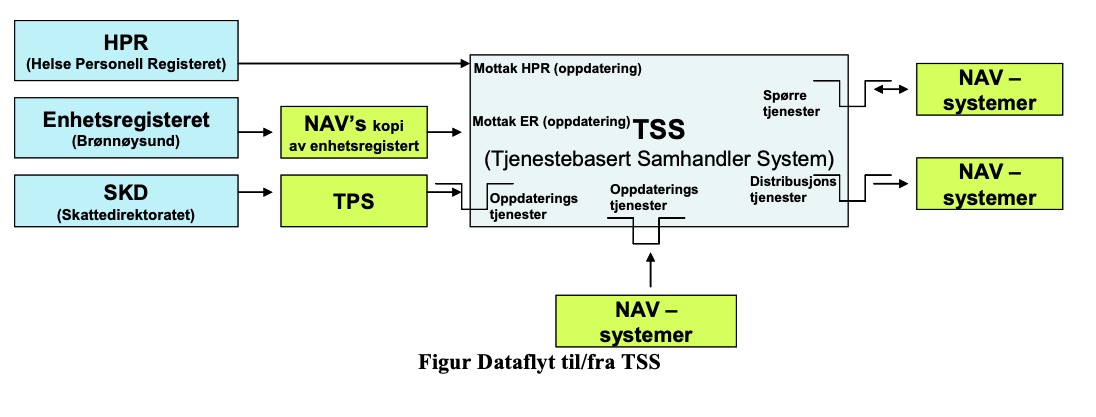 HPR
(Helse Personell Registeret)
Enhetsregisteret
(Brønnøysund)
SKD
(Skattedirektoratet)
NAV's kopi
av enhetsregistert
TPS
Mottak HPR (oppdatering)
Mottak ER (oppdatering)
TSS
(Tjenestebasert Samhandler System)
Oppdaterings
tjenester
Oppdaterings
tjenester
Spørre
tjenester
Distribusjons
tjenester
NAV –
systemer
NAV –
systemer
NAV –
systemer
Figur Dataflyt til/fra TSS